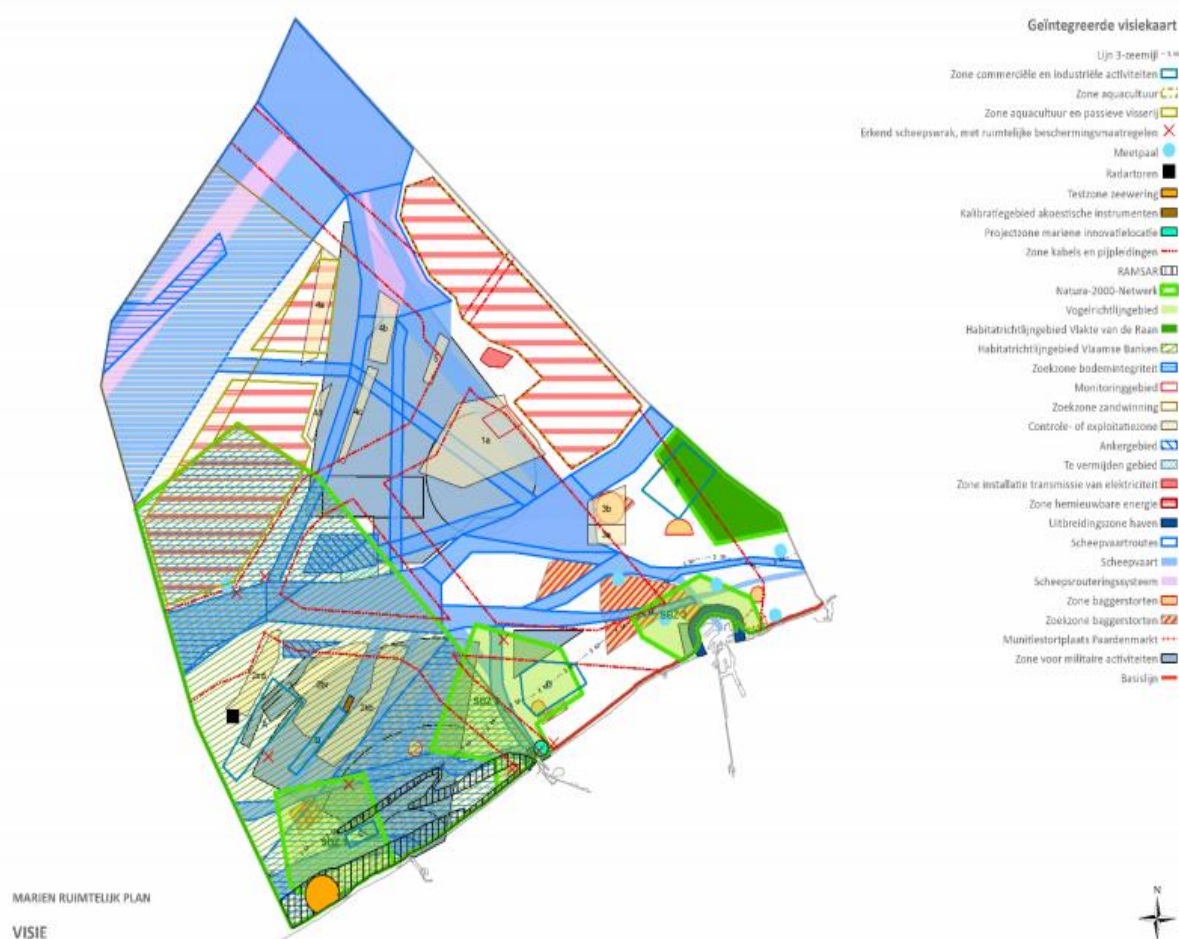 Geïntegreerde visiekaart
Lijn 3-zeemijl
Zone commerciële en industriële activiteiten
Zone aquacultuur
Zone aquacultuur en passieve visserij
Erkend scheepswrak, met ruimtelijke beschermingsmaatregelen
Meetpaal
Radartoren
Testzone zeewering
Kalibratiegebied akoestische instrumenten
Projectzone mariene innovatielocatie
Zone kabels en pijpleidingen
RAMSAR
Natura-2000-Netwerk
Vogelrichtlijngebied
Habitatrichtlijngebied Vlakte van de Raan
Habitatrichtlijngebied Vlaamse Banken
Zoekzone bodemintegriteit
Monitoringgebied
Zoekzone zandwinning
Controle- of exploitatiezone
Ankergebied
Te vermijden gebied
Zone installatie transmissie van elektriciteit
Zone hernieuwbare energie
Uitbreidingszone haven
Scheepvaartroutes
Scheepvaart
Scheepsrouteringssysteem
Zone baggerstorten
Zoekzone baggerstorten
Munitiestortplaats Paardenmarkt
Zone voor militaire activiteiten
Basislijn
4a
4b
5
4c
1a
3b
3a
SBZ 3
SBZ 2
SBZ 1
2br
A
N
MARIEN RUIMTELIJK PLAN
VISIE